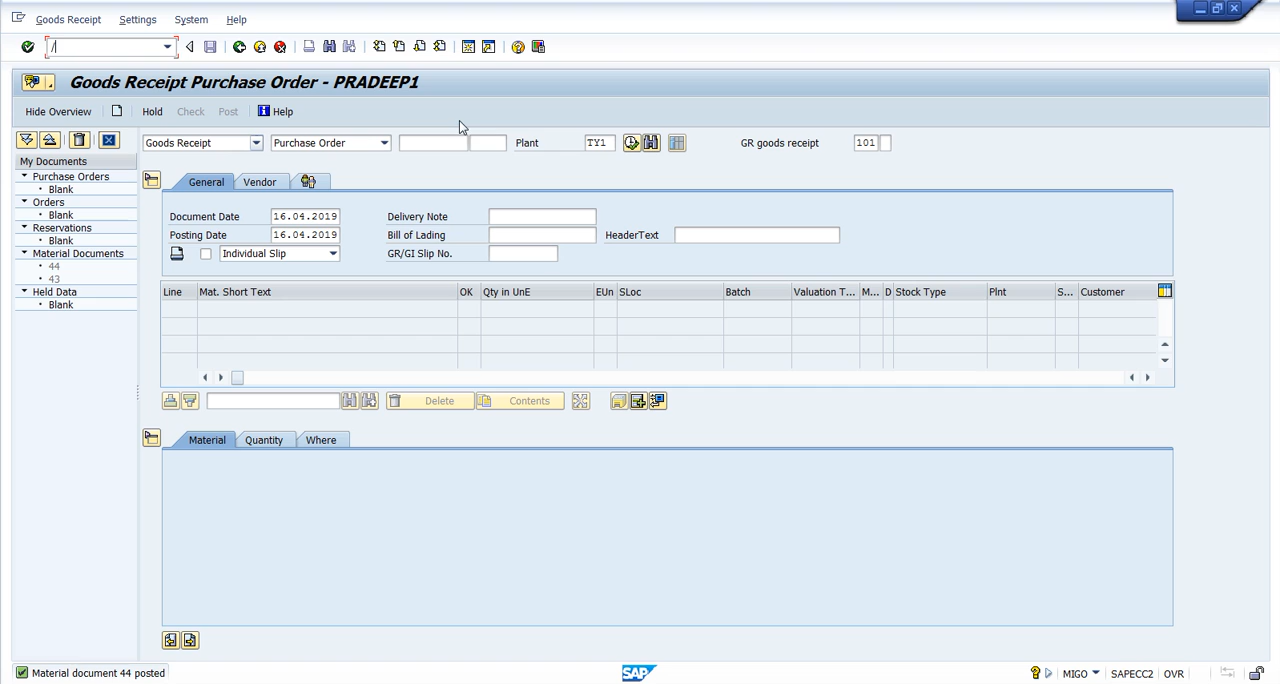 Goods Receipt Settings System Help
/
Goods Receipt Purchase Order - PRADEEP1
Hide Overview Hold Check Post Help
Goods Receipt Purchase Order Plant TY1 GR goods receipt 101
My Documents
Purchase Orders
Blank
Orders
Blank
Reservations
Blank
Material Documents
44
43
Held Data
Blank
General Vendor
Document Date 16.04.2019 Delivery Note
Posting Date 16.04.2019 Bill of Lading HeaderText
Individual Slip GR/GI Slip No.
Line Mat. Short Text OK Qty in UnE EUn SLoc Batch Valuation T... M... D Stock Type Plnt S... Customer
Delete Contents
Material Quantity Where
Material document 44 posted SAP MIGO SAPECC2 OVR